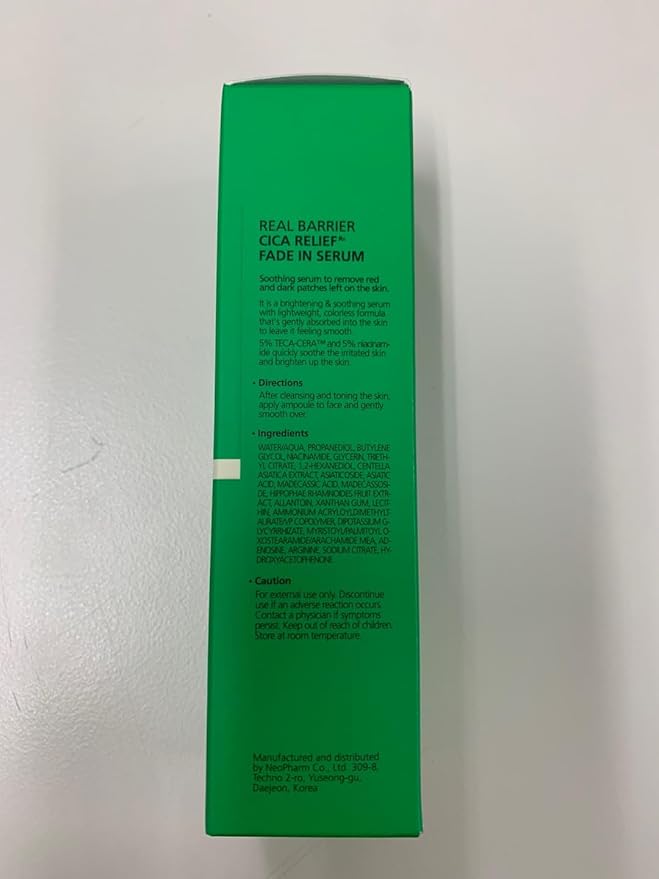 REAL BARRIER
CICA RELIEF Rx
FADE IN SERUM
Soothing serum to remove red
and dark patches left on the skin.
It is a brightening & soothing serum
with lightweight, colorless formula
that's gently absorbed into the skin
to leave it feeling smooth.
5% TECA-CERA™ and 5% niacinam-
ide quickly soothe the irritated skin
and brighten up the skin.
• Directions
After cleansing and toning the skin,
apply ampoule to face and gently
smooth over.
• Ingredients
WATER/AQUA, PROPANEDIOL, BUTYLENE
GLYCOL, NIACINAMIDE, GLYCERIN, TRIETH-
YL CITRATE, 1,2-HEXANEDIOL, CENTELLA
ASIATICA EXTRACT, ASIATICOSIDE, ASIATIC
ACID, MADECASSIC ACID, MADECASSOSI-
DE, HIPPOPHAE RHAMNOIDES FRUIT EXTR-
ACT, ALLANTOIN, XANTHAN GUM, LECIT-
HIN, AMMONIUM ACRYLOYLDIMETHYLT-
AURATE/VP COPOLYMER, DIPOTASSIUM G-
LYCYRRHIZATE, MYRISTOYL/PALMITOYL O-
XOSTEARAMIDE/ARACHAMIDE MEA, AD-
ENOSINE, ARGININE, SODIUM CITRATE, HY-
DROXYACETOPHENONE.
• Caution
For external use only. Discontinue
use if an adverse reaction occurs.
Contact a physician if symptoms
persist. Keep out of reach of children.
Store at room temperature.
Manufactured and distributed
by NeoPharm Co., Ltd. 309-8,
Techno 2-ro, Yuseong-gu,
Daejeon, Korea